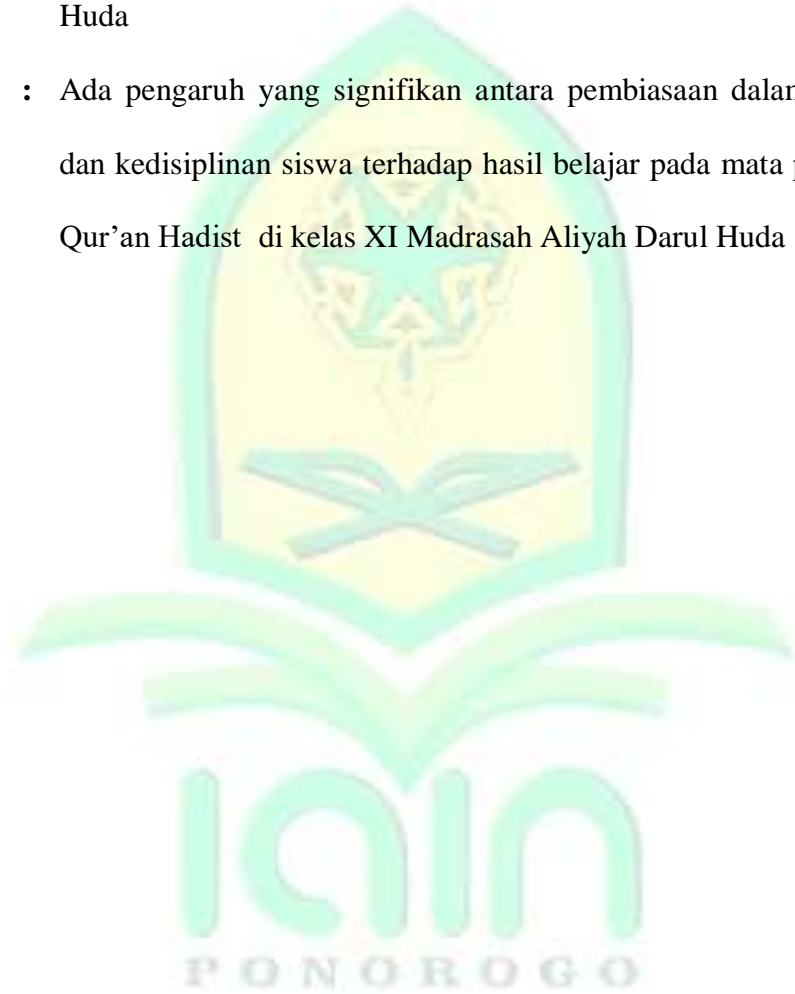 Huda
: Ada pengaruh yang signifikan antara pembiasaan
dan kedisiplinan siswa terhadap hasil belajar pada mata
Qur’an Hadist di kelas XI Madrasah Aliyah Darul Huda
iain
PONOROGO